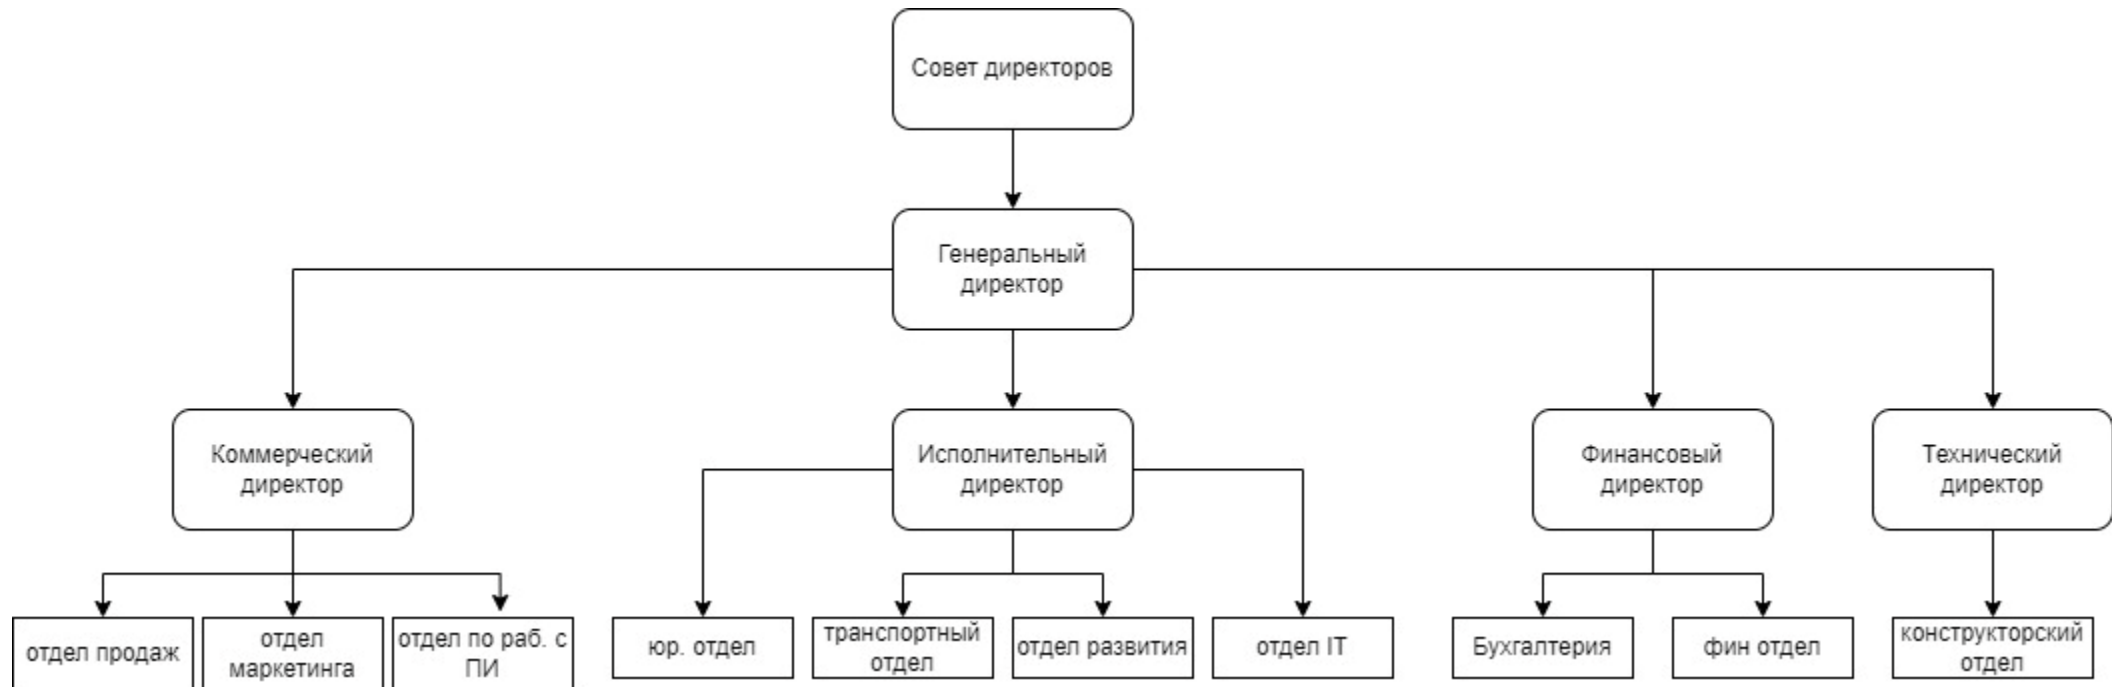 Совет директоров
Генеральный
директор
Коммерческий
директор
Исполнительный
директор
Финансовый
директор
Технический
директор
отдел продаж
отдел
маркетинга
отдел по раб. с
ПИ
юр. отдел
транспортный
отдел
отдел развития
отдел IT
Бухгалтерия
фин отдел
конструкторский
отдел